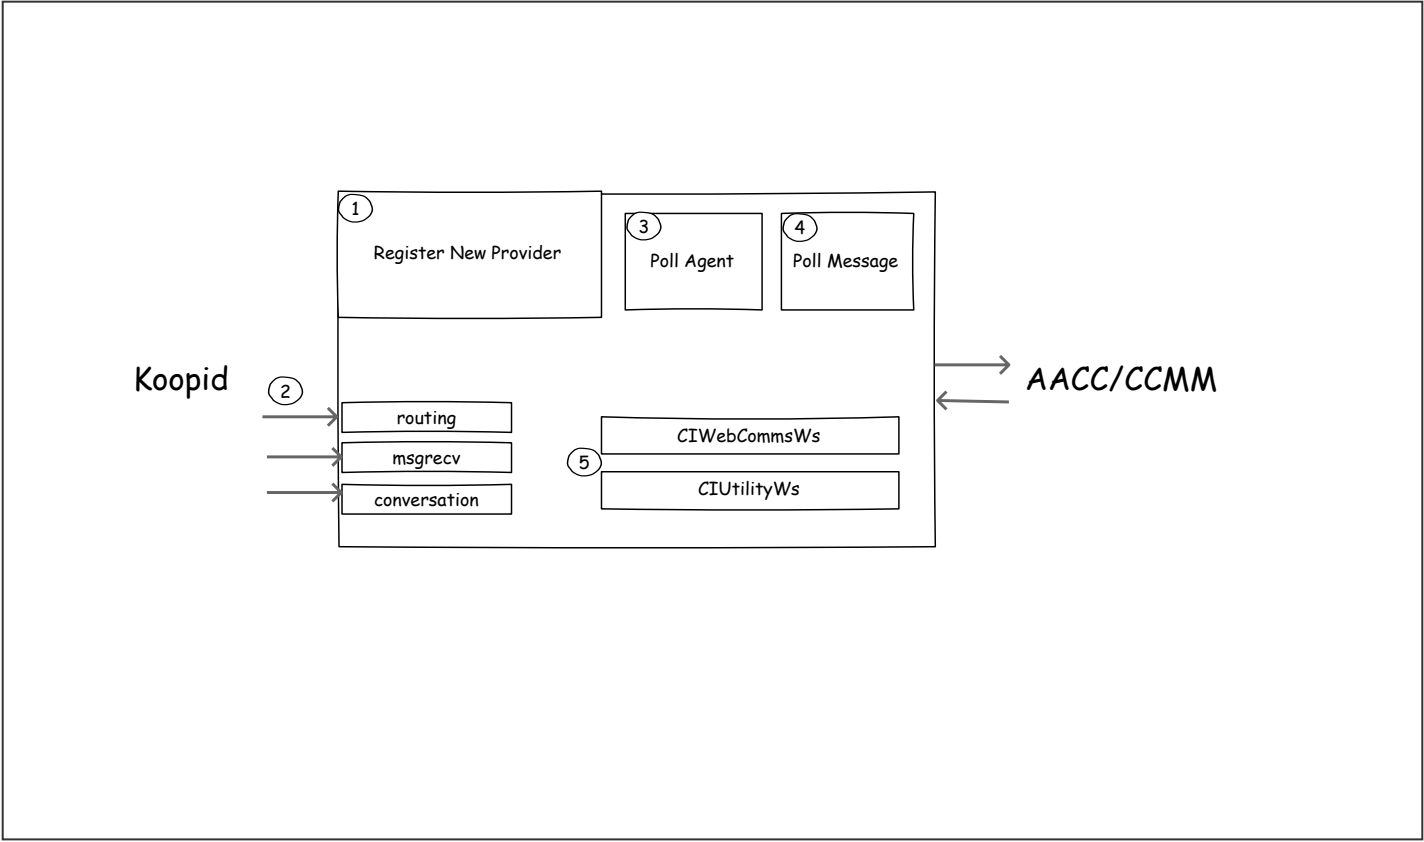 1
Register New Provider
3
Poll Agent
4
Poll Message
Koopid
2
routing
msgrecv
conversation
5
CIWebCommsWs
CIUtilityWs
AACC/CCMM